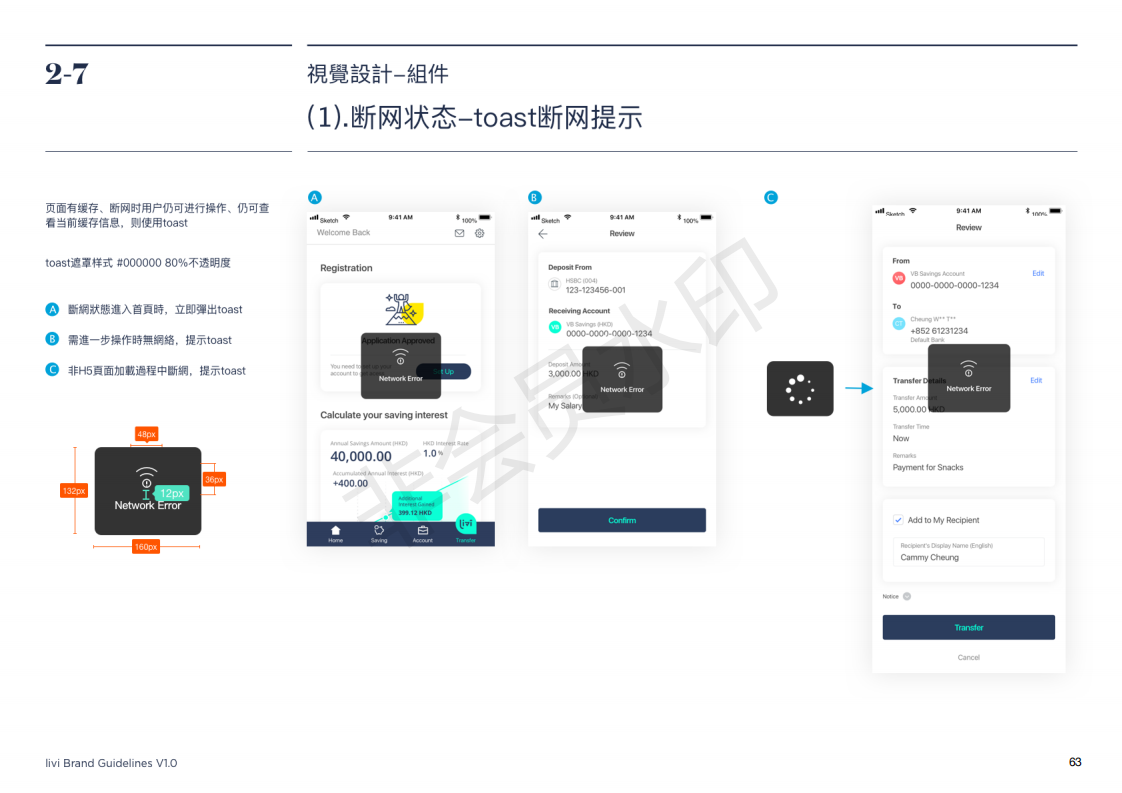 2-7
視覺設計–組件
(1).断网状态–toast断网提示
页面有缓存、断网时用户仍可进行操作、仍可查
看当前缓存信息，则使用toast
toast遮罩样式 #000000 80%不透明度
A 斷網狀態進入首頁時，立即彈出toast
B 需進一步操作時無網絡，提示toast
C 非H5頁面加載過程中斷網，提示toast
48px
132px
36px
12px
Network Error
160px
A
Sketch 9:41 AM 100%
Welcome Back
Registration
Application Approved
You need to set up your
account to get
Set Up
Network Error
Calculate your saving interest
Annual Savings Amount (HKD) HKD Interest Rate
40,000.00 1.0 %
Accumulated Annual Interest (HKD)
+400.00
Additional
Interest Earned
399.12 HKD
livi
Home Saving Account Transfer
B
Sketch 9:41 AM 100%
Review
Deposit From
HSBC (004)
123-123456-001
Receiving Account
VB
VB Savings (HKD)
0000-0000-0000-1234
Deposit Amount
3,000.00 HKD
Network Error
Remarks (Optional)
My Salary
Confirm
C
Sketch 9:41 AM 100%
Review
From
VB
VB Savings Account Edit
0000-0000-0000-1234
To
CT
Cheung W** T**
+852 61231234
Default Bank
Transfer Details Edit
Network Error
Transfer Amount
5,000.00 HKD
Transfer Time
Now
Remarks
Payment for Snacks
Add to My Recipient
Recipient's Display Name (English)
Cammy Cheung
Notice
Transfer
Cancel
非会员水印
livi Brand Guidelines V1.0
63